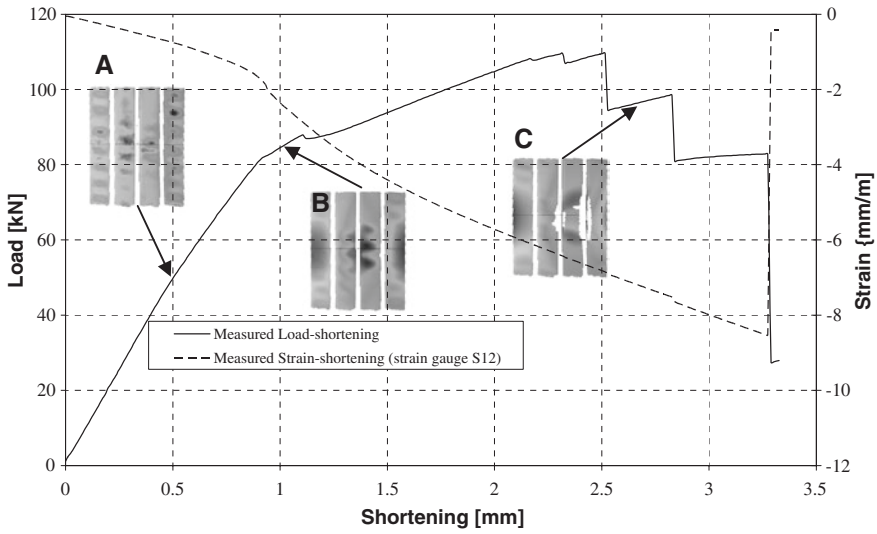 120
100
80
60
40
20
0
Load [kN]
0
-2
-4
-6
-8
-10
-12
Strain {mm/m}
A
B
C
Measured Load-shortening
Measured Strain-shortening (strain gauge S12)
0
0.5
1
1.5
2
2.5
3
3.5
Shortening [mm]